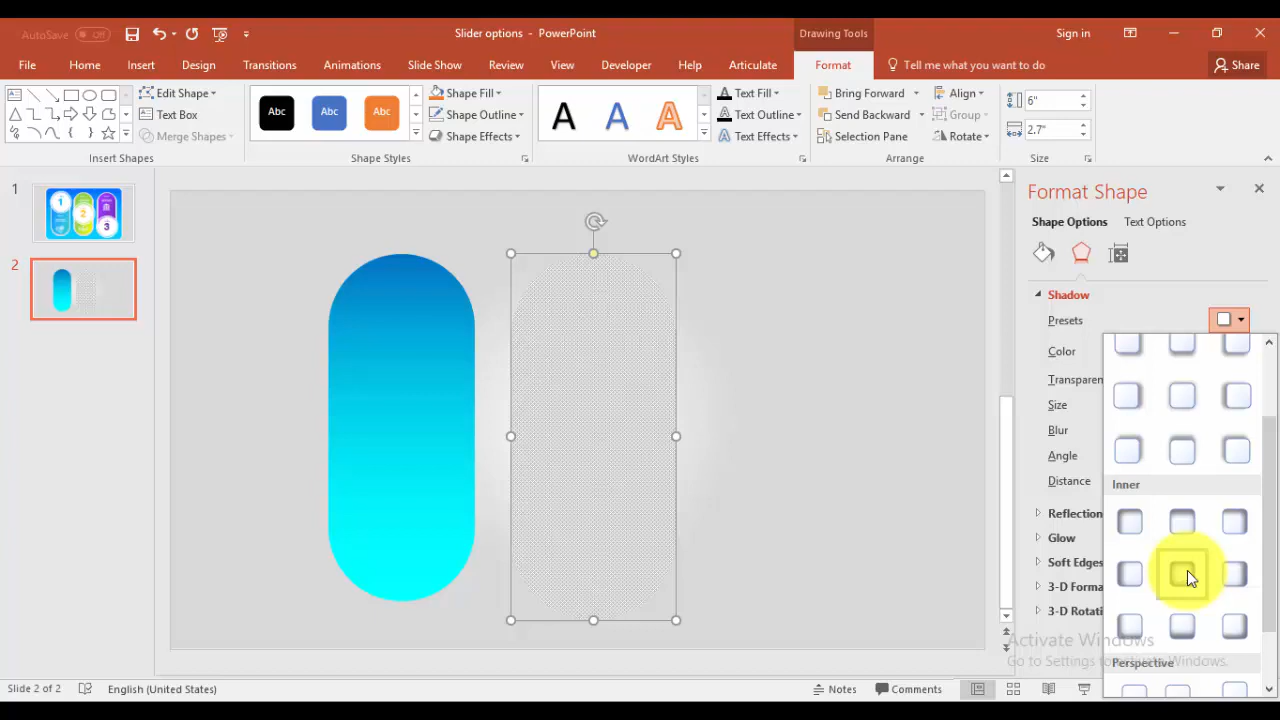 AutoSave Off
Slider options - PowerPoint
Drawing Tools
Sign in
File Home Insert Design Transitions Animations Slide Show Review View Developer Help Articulate Format Tell me what you want to do Share
Edit Shape
Text Box
Merge Shapes
Insert Shapes
Abc Abc Abc
Shape Fill
Shape Outline
Shape Effects
Shape Styles
A A A
Text Fill
Text Outline
Text Effects
WordArt Styles
Bring Forward
Send Backward
Selection Pane
Align
Group
Rotate
Arrange
6"
2.7"
Size
1
1
2
3
2
Format Shape
Shape Options Text Options
Shadow
Presets
Color
Transparen
Size
Blur
Angle
Distance
Reflection
Glow
Soft Edges
3-D Forma
3-D Rotati
Inner
Perspective
Activate Windows
Go to Settings to activate Windows.
Slide 2 of 2
English (United States)
Notes
Comments